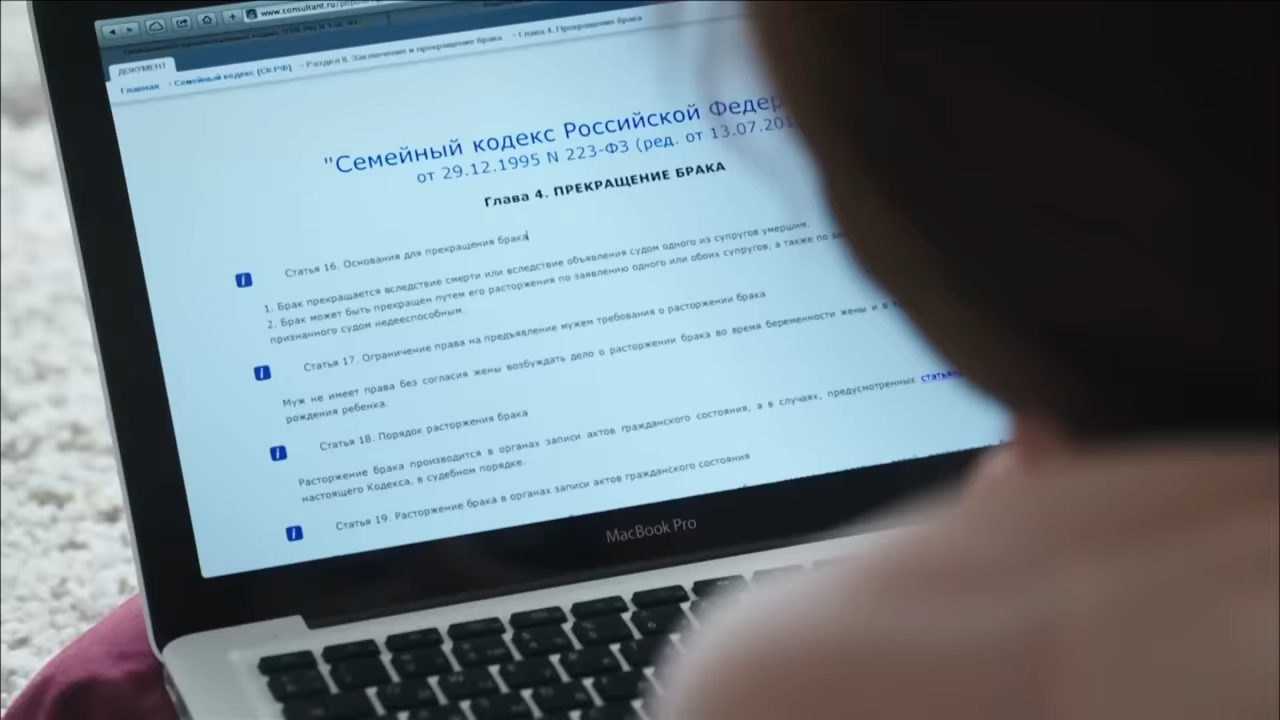 www.consultant.ru/popular
ДОКУМЕНТ
Главная - Семейный кодекс [СК РФ] - Раздел II. Заключение и прекращение брака - Глава 4. Прекращение брака
"Семейный кодекс Российской Федер
от 29.12.1995 N 223-ФЗ (ред. от 13.07.201
Глава 4. ПРЕКРАЩЕНИЕ БРАКА
Статья 16. Основания для прекращения брака
1. Брак прекращается вследствие смерти или вследствие объявления судом одного из супругов умершим.
2. Брак может быть прекращен путем его расторжения по заявлению одного или обоих супругов, а также по
признанного судом недееспособным.
Статья 17. Ограничение права на предъявление мужем требования о расторжении брака
Муж не имеет права без согласия жены возбуждать дело о расторжении брака во время беременности жены и в
рождения ребенка.
Статья 18. Порядок расторжения брака
Расторжение брака производится в органах записи актов гражданского состояния, а в случаях, предусмотренных статья
настоящего Кодекса, в судебном порядке.
Статья 19. Расторжение брака в органах записи актов гражданского состояния
MacBook Pro